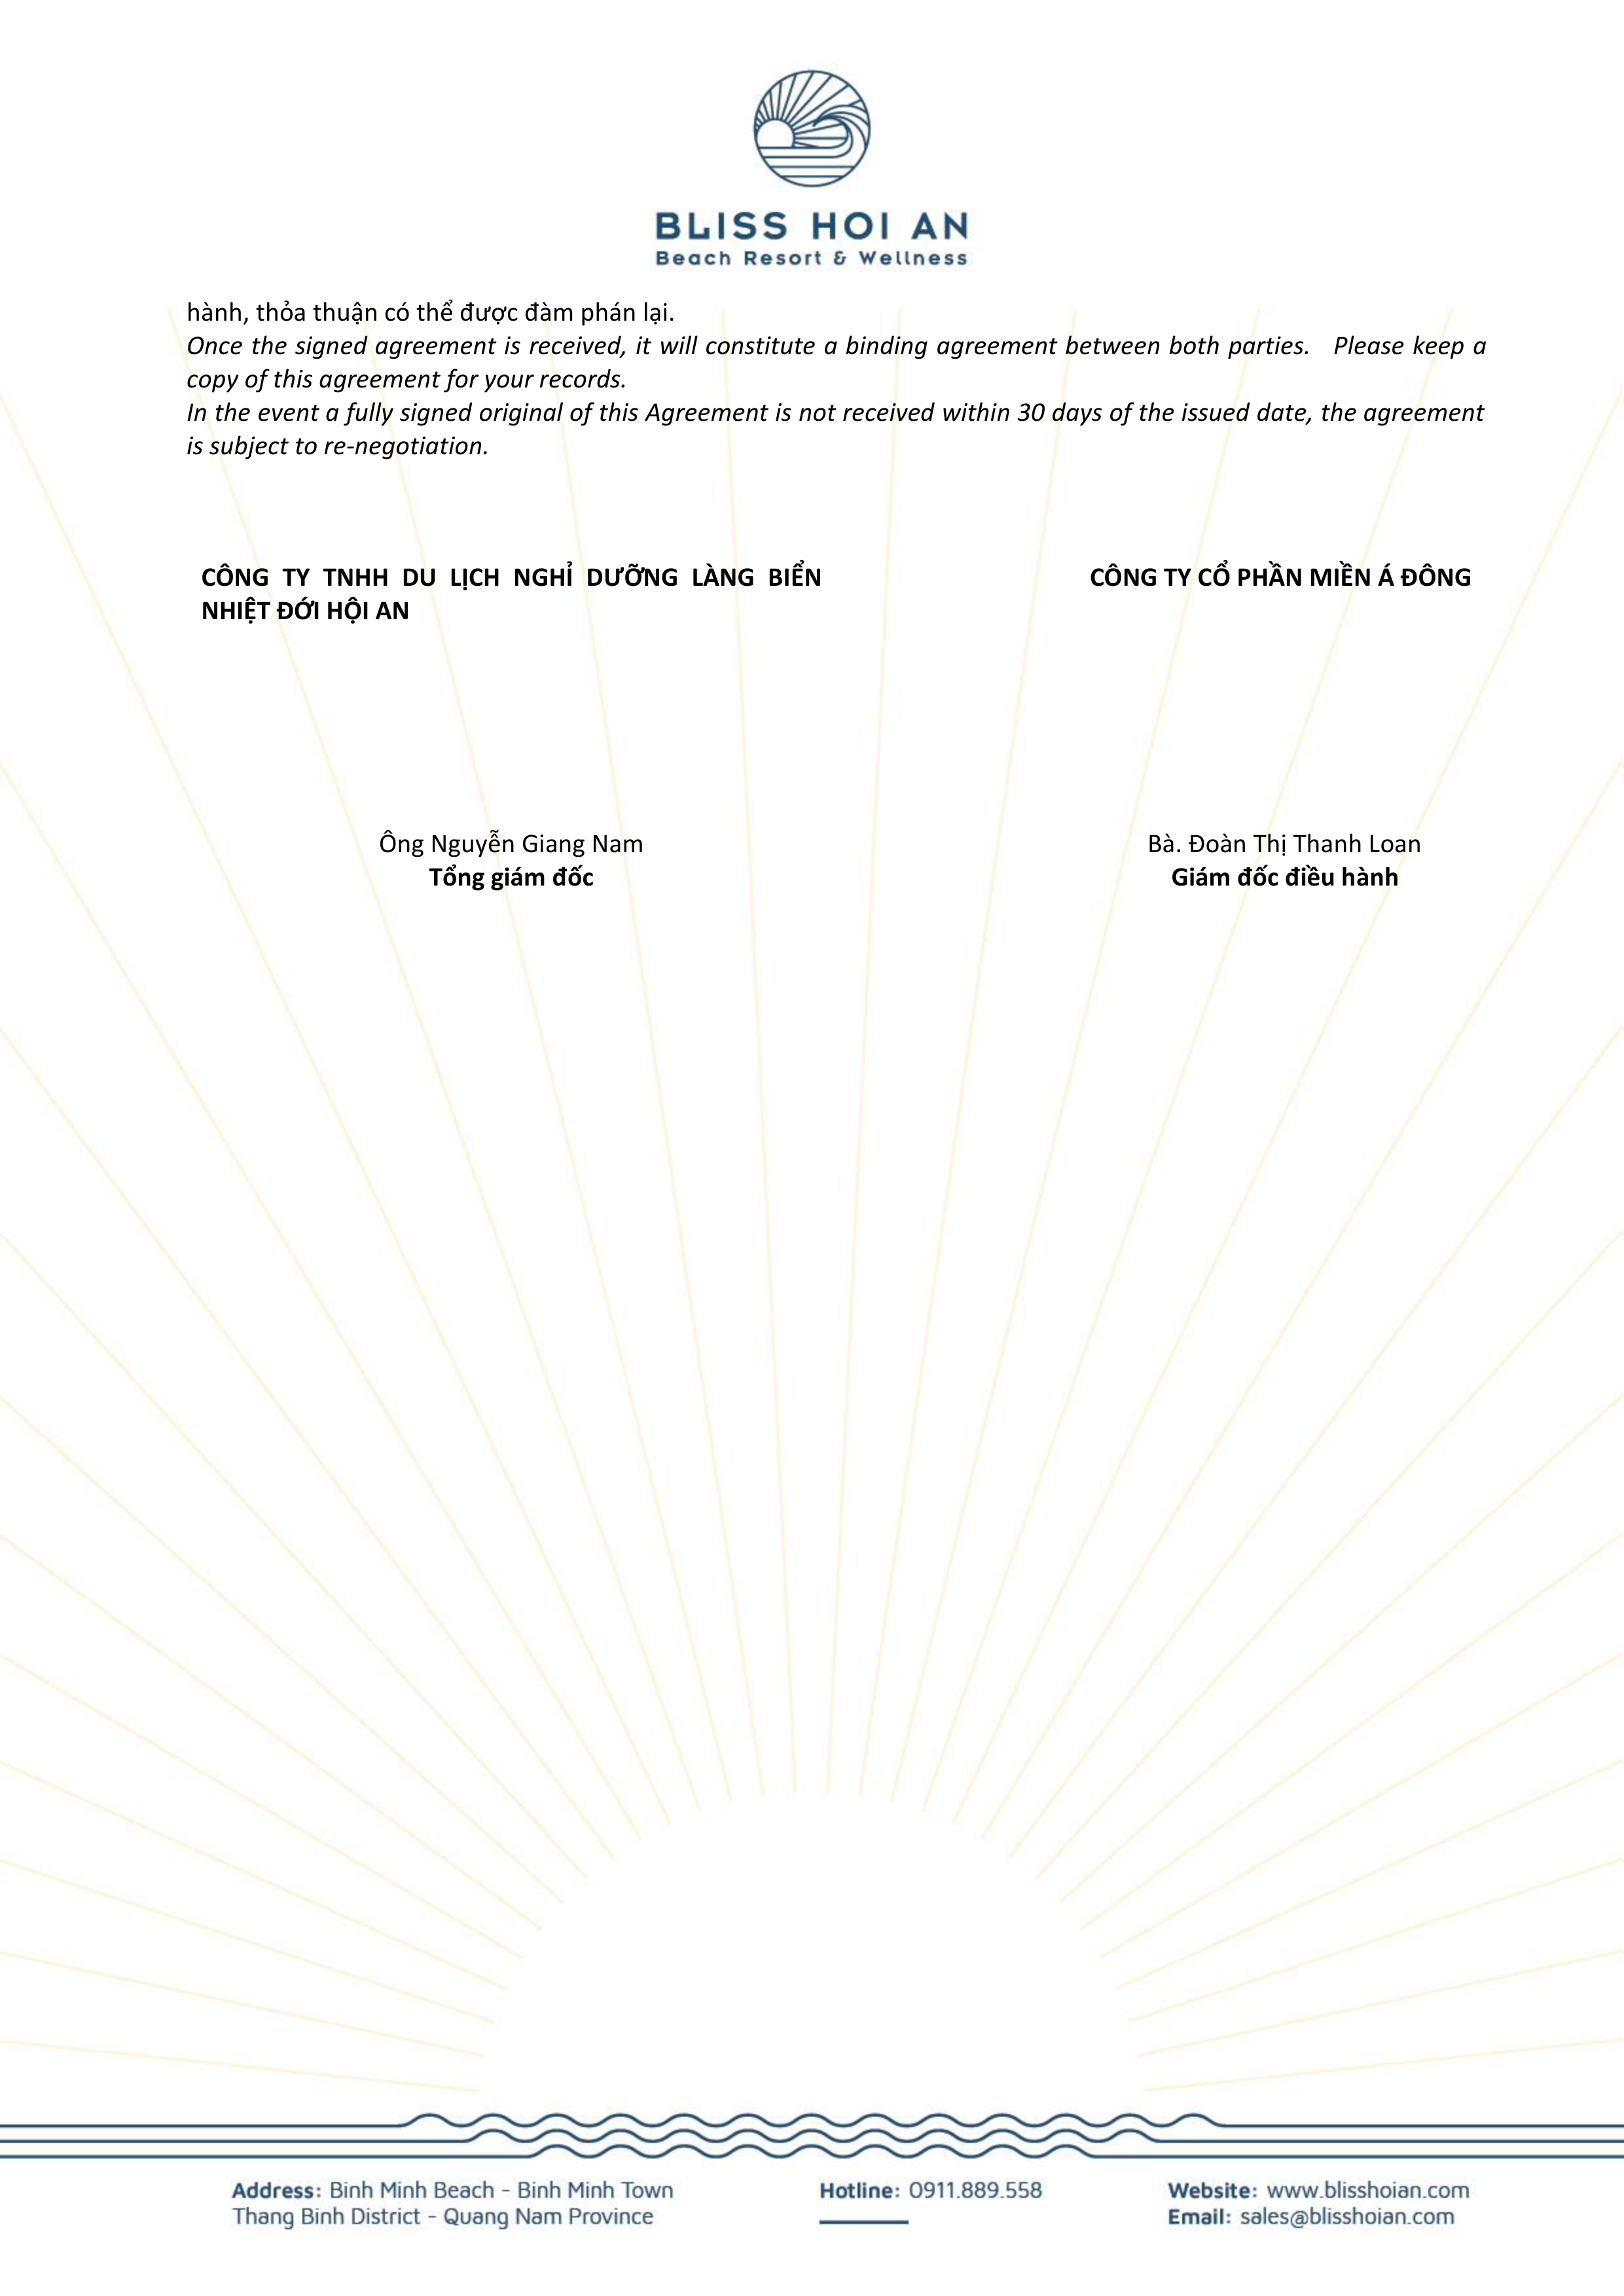 BLISS HOI AN
Beach Resort & Wellness
hành, thỏa thuận có thể được đàm phán lại.
Once the signed agreement is received, it will constitute a binding agreement between both parties. Please keep a
copy of this agreement for your records.
In the event a fully signed original of this Agreement is not received within 30 days of the issued date, the agreement
is subject to re-negotiation.
CÔNG TY TNHH DU LỊCH NGHỈ DƯỠNG LÀNG BIỂN
NHIỆT ĐỚI HỘI AN
CÔNG TY CỔ PHẦN MIỀN Á ĐÔNG
Ông Nguyễn Giang Nam
Tổng giám đốc
Bà. Đoàn Thị Thanh Loan
Giám đốc điều hành
Address: Binh Minh Beach - Binh Minh Town
Thang Binh District - Quang Nam Province
Hotline: 0911.889.558
Website: www.blisshoian.com
Email: sales@blisshoian.com